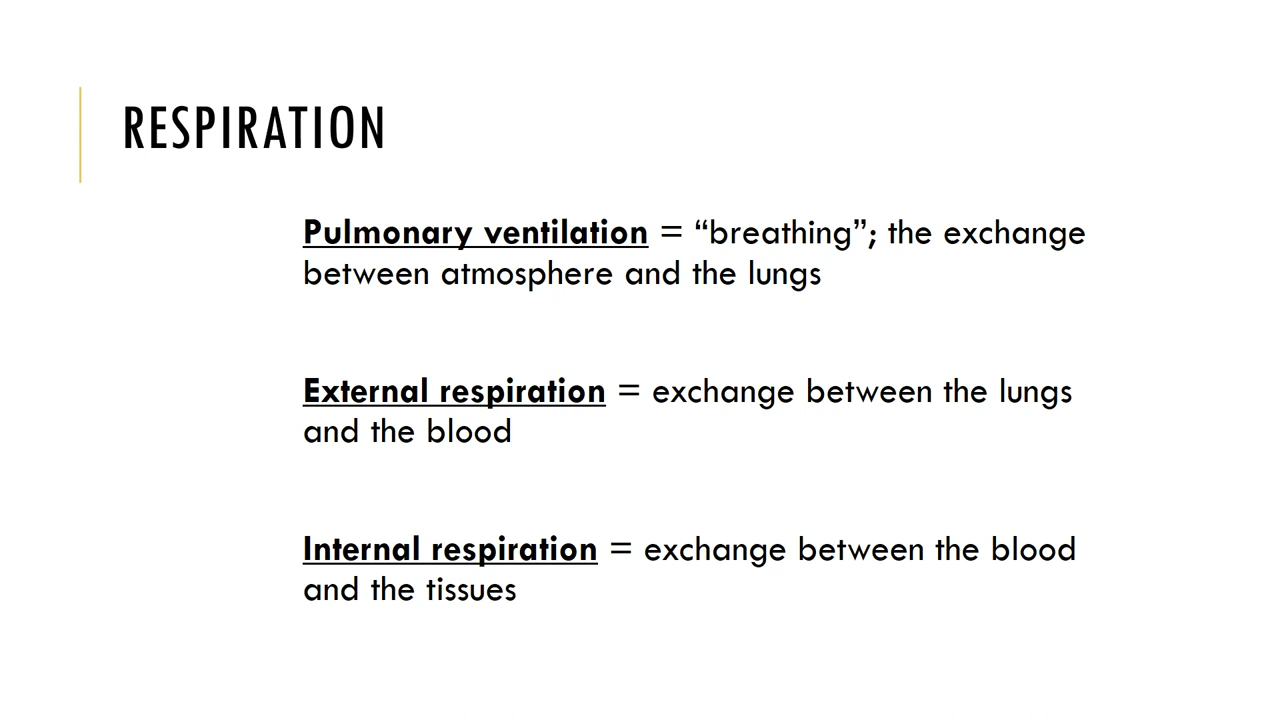 RESPIRATION
Pulmonary ventilation = “breathing”; the exchange
between atmosphere and the lungs
External respiration = exchange between the lungs
and the blood
Internal respiration = exchange between the blood
and the tissues